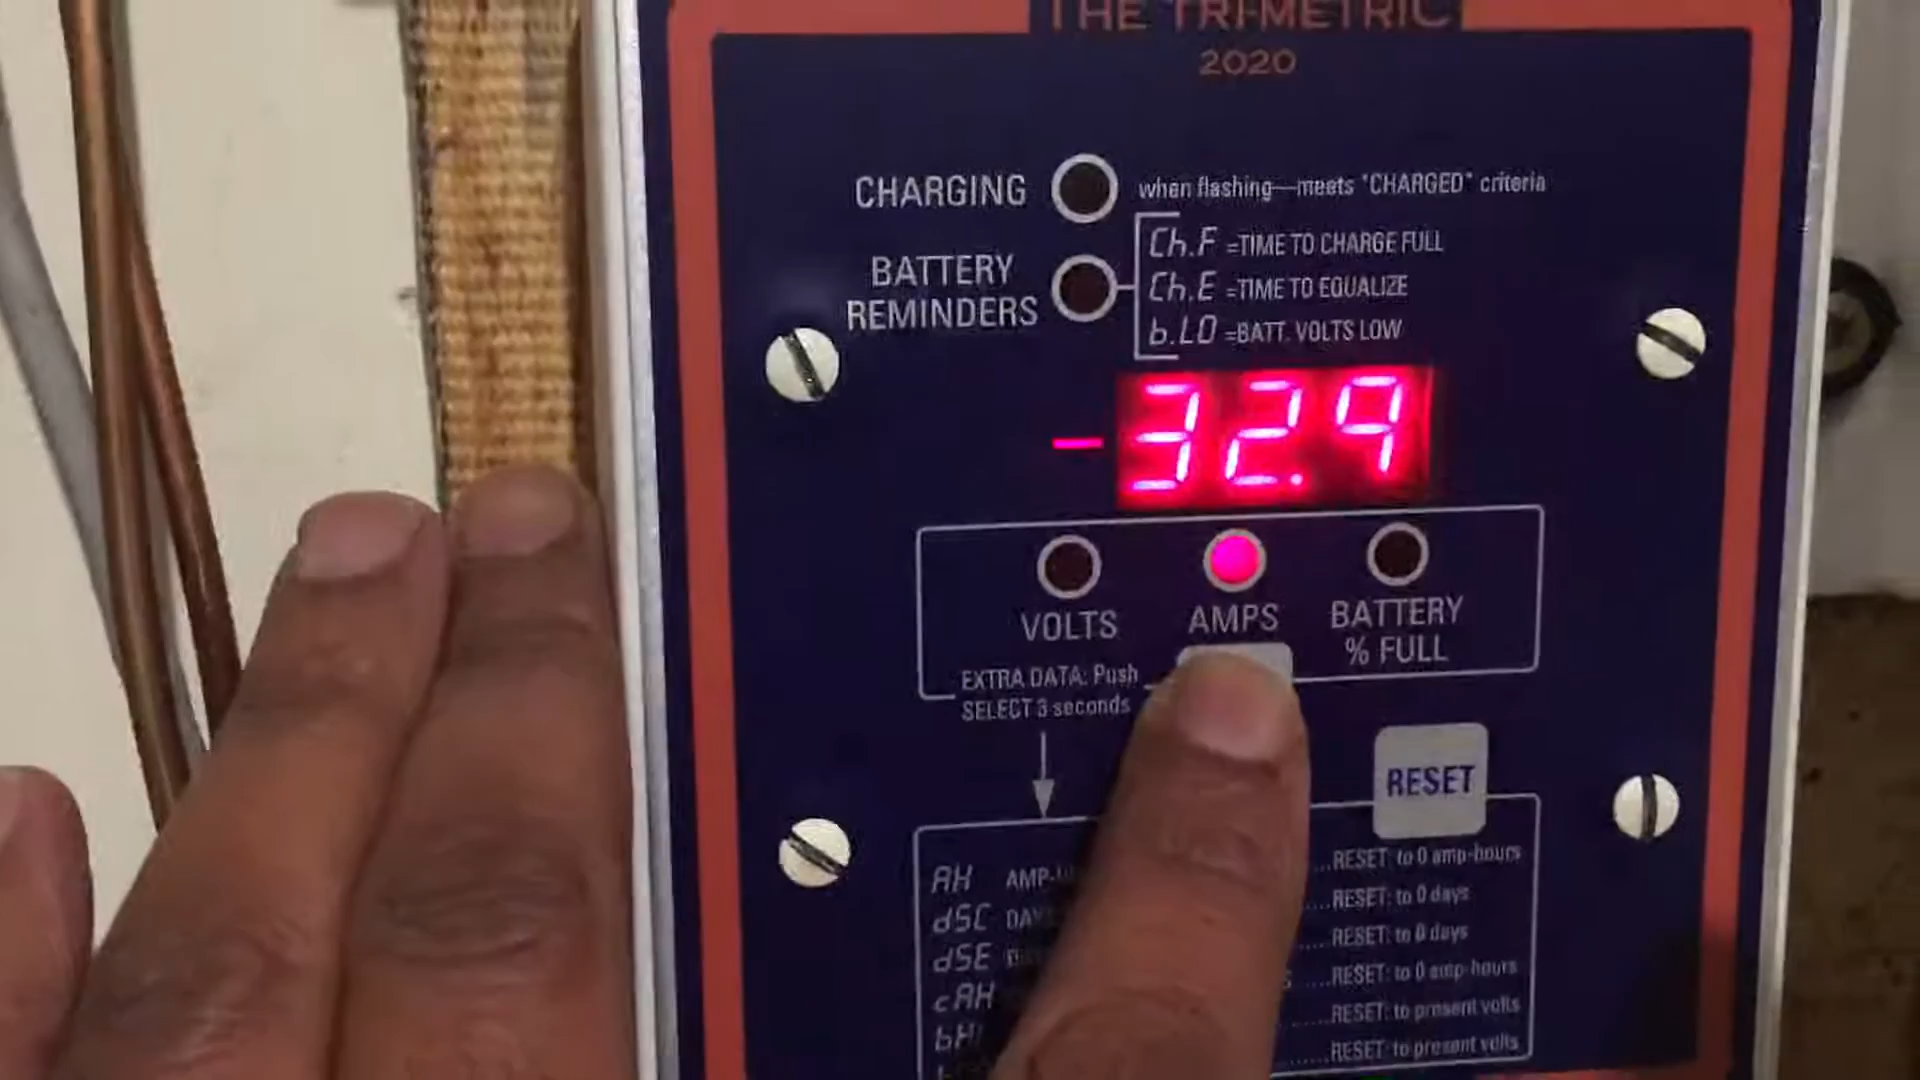 THE TRI-METRIC
2020
CHARGING
when flashing—meets "CHARGED" criteria
BATTERY
REMINDERS
Ch.F =TIME TO CHARGE FULL
Ch.E =TIME TO EQUALIZE
b.LO =BATT. VOLTS LOW
-32.9
VOLTS
AMPS
BATTERY
% FULL
EXTRA DATA: Push
SELECT 3 seconds
RESET
AH AMP- ....RESET: to 0 amp-hours
dSC DAYS .....RESET: to 0 days
dSE .....RESET: to 0 days
cAH ....RESET: to 0 amp-hours
bHI .....RESET: to present volts
......RESET: to present volts